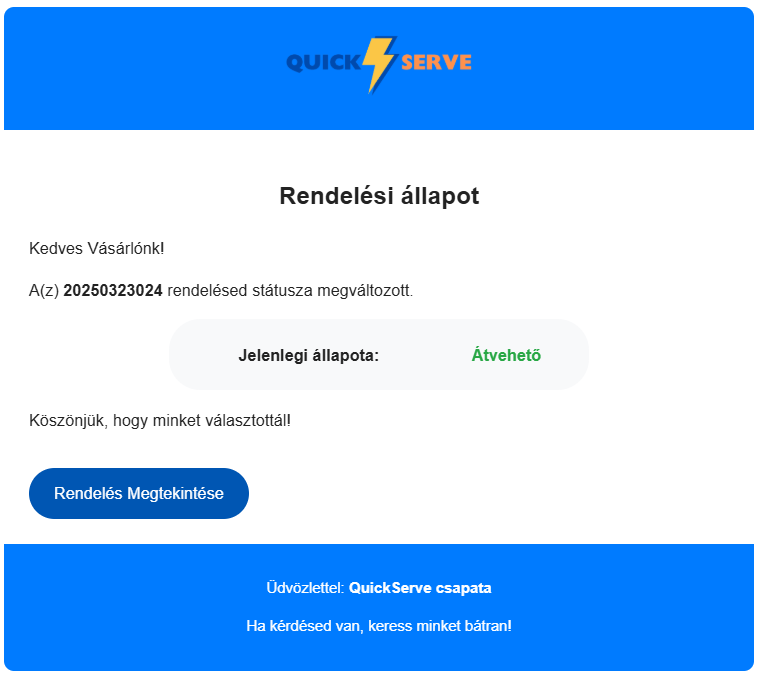 QUICK SERVE
Rendelési állapot
Kedves Vásárlónk!
A(z) 20250323024 rendelésed státusza megváltozott.
Jelenlegi állapota: Átvehető
Köszönjük, hogy minket választottál!
Rendelés Megtekintése
Üdvözlettel: QuickServe csapata
Ha kérdésed van, keress minket bátran!